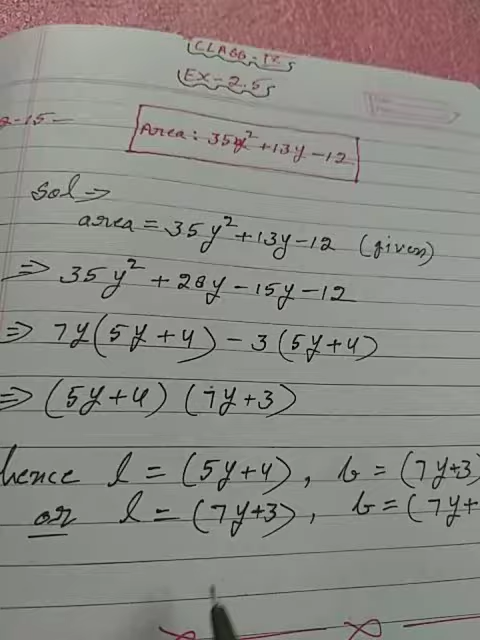 CLASS-IX
EX-2.5
Q-15-
Area: 35y²+13y-12
Sol⇒
area = 35y²+13y-12 (given)
⇒ 35y² + 28y - 15y - 12
⇒ 7y(5y+4) - 3(5y+4)
⇒ (5y+4) (7y+3)
hence l = (5y+4), b = (7y+3)
or l = (7y+3), b = (7y+